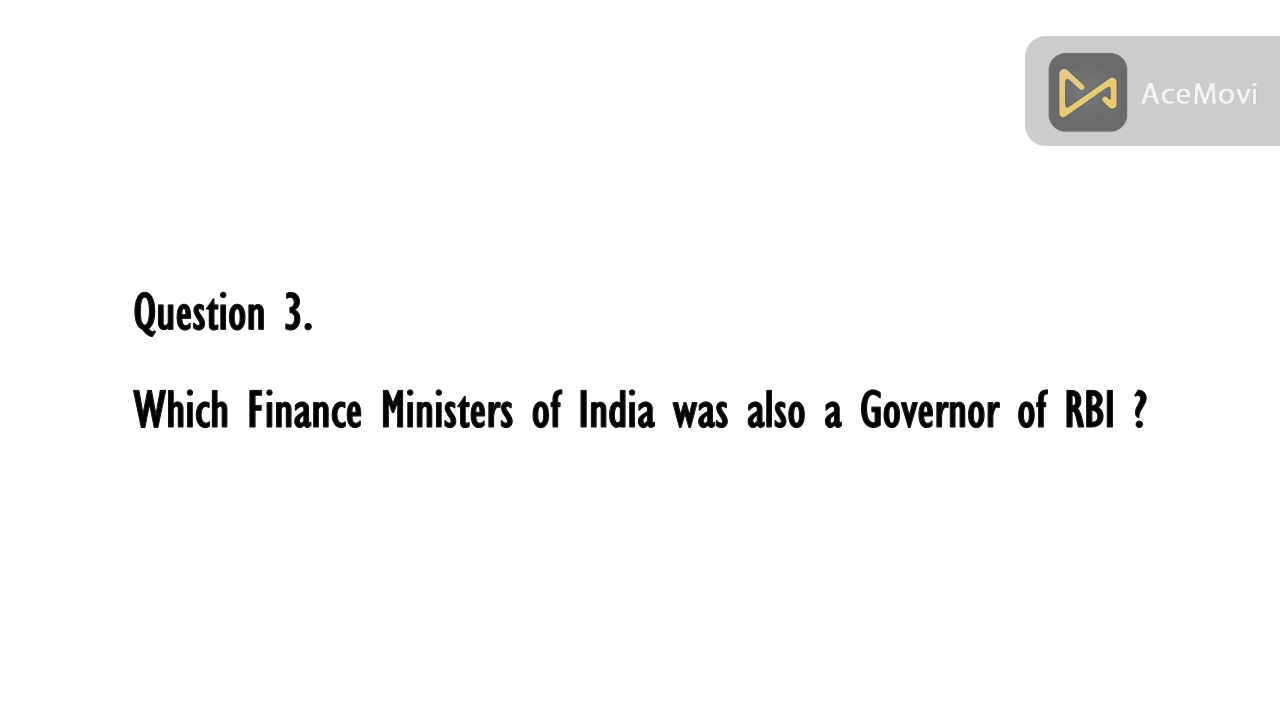 AceMovi
Question 3.
Which Finance Ministers of India was also a Governor of RBI ?